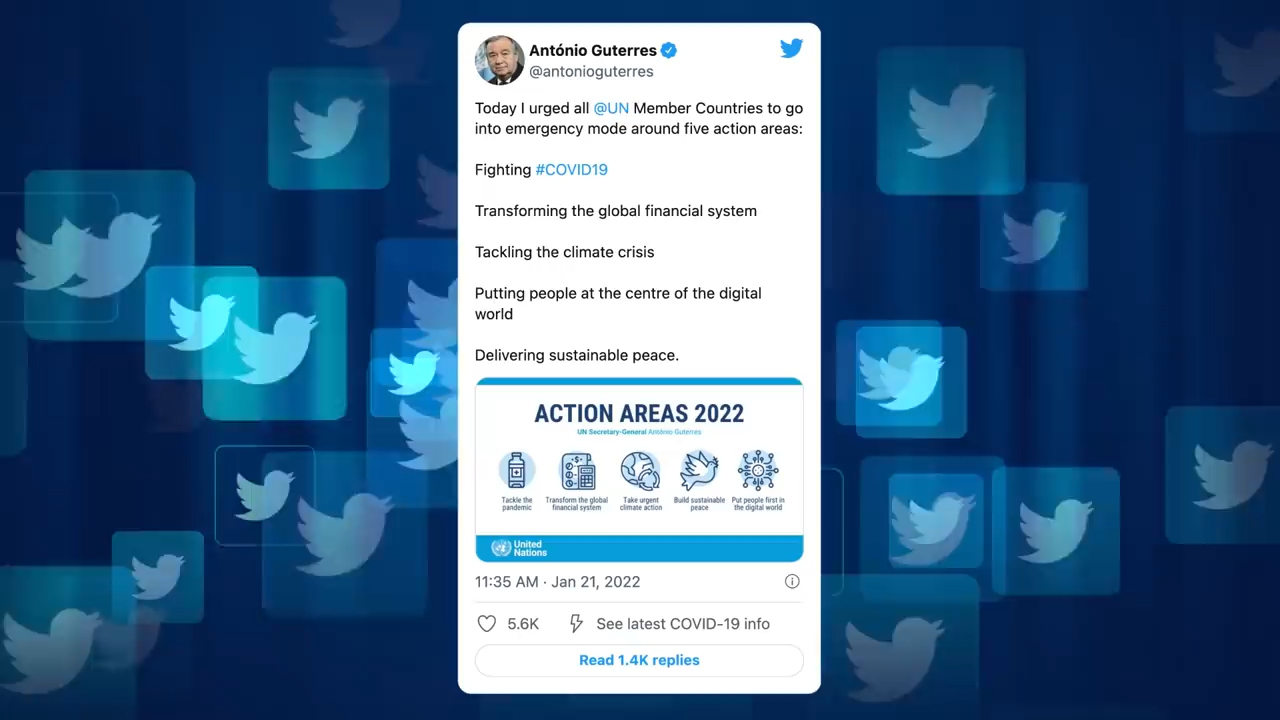 António Guterres
@antonioguterres
Today I urged all @UN Member Countries to go
into emergency mode around five action areas:
Fighting #COVID19
Transforming the global financial system
Tackling the climate crisis
Putting people at the centre of the digital
world
Delivering sustainable peace.
ACTION AREAS 2022
UN Secretary-General António Guterres
Tackle the
pandemic
Transform the global
financial system
Take urgent
climate action
Build sustainable
peace
Put people first in
the digital world
United
Nations
11:35 AM · Jan 21, 2022
5.6K
See latest COVID-19 info
Read 1.4K replies